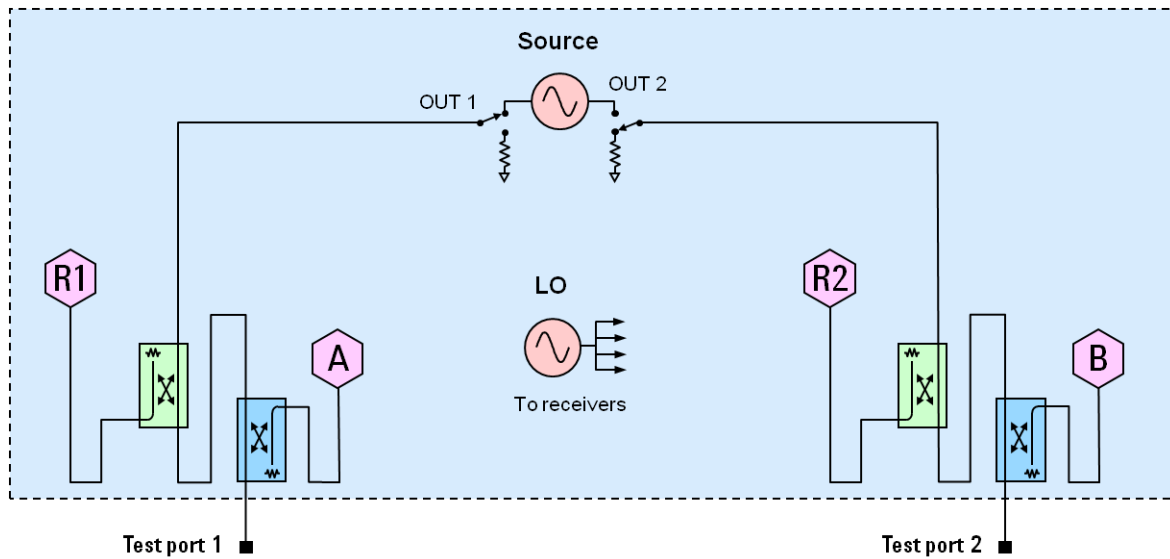 Source
OUT 1
OUT 2
R1
A
LO
To receivers
R2
B
Test port 1
Test port 2